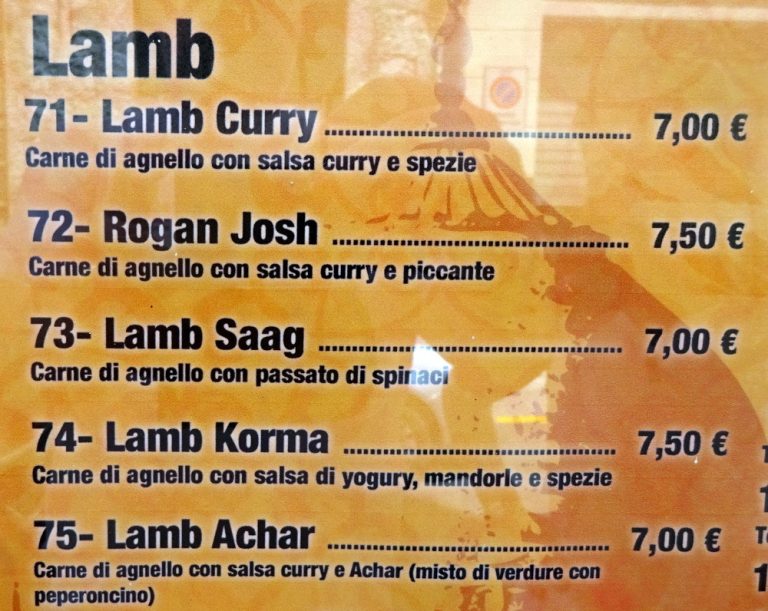 Lamb
71- Lamb Curry ........................................ 7,00 €
Carne di agnello con salsa curry e spezie
72- Rogan Josh ....................................... 7,50 €
Carne di agnello con salsa curry e piccante
73- Lamb Saag ........................................ 7,00 €
Carne di agnello con passato di spinaci
74- Lamb Korma ................................... 7,50 €
Carne di agnello con salsa di yogury, mandorle e spezie
75- Lamb Achar ..................................... 7,00 €
Carne di agnello con salsa curry e Achar (misto di verdure con
peperoncino)